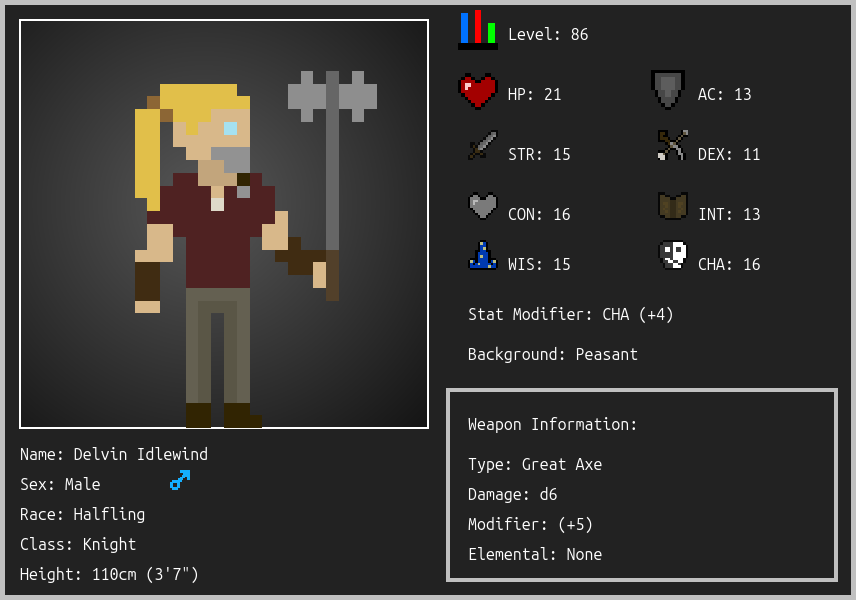 Level: 86
HP: 21
AC: 13
STR: 15
DEX: 11
CON: 16
INT: 13
WIS: 15
CHA: 16
Stat Modifier: CHA (+4)
Background: Peasant
Weapon Information:
Type: Great Axe
Damage: d6
Modifier: (+5)
Elemental: None
Name: Delvin Idlewind
Sex: Male
Race: Halfling
Class: Knight
Height: 110cm (3'7")